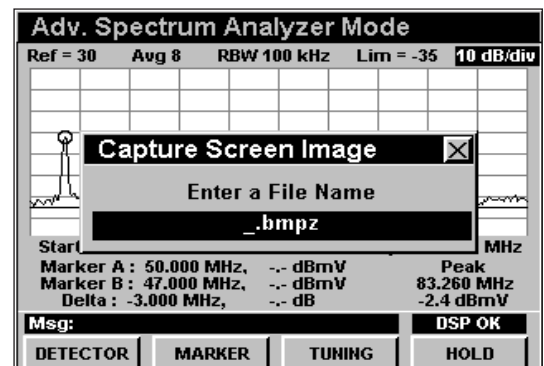 Adv. Spectrum Analyzer Mode
Ref = 30 Avg 8 RBW 100 kHz Lim = -35 10 dB/div
Capture Screen Image
Enter a File Name
_.bmpz
Start MHz
Marker A : 50.000 MHz, -.- dBmV Peak
Marker B : 47.000 MHz, -.- dBmV 83.260 MHz
Delta : -3.000 MHz, -.- dB -2.4 dBmV
Msg: DSP OK
DETECTOR MARKER TUNING HOLD